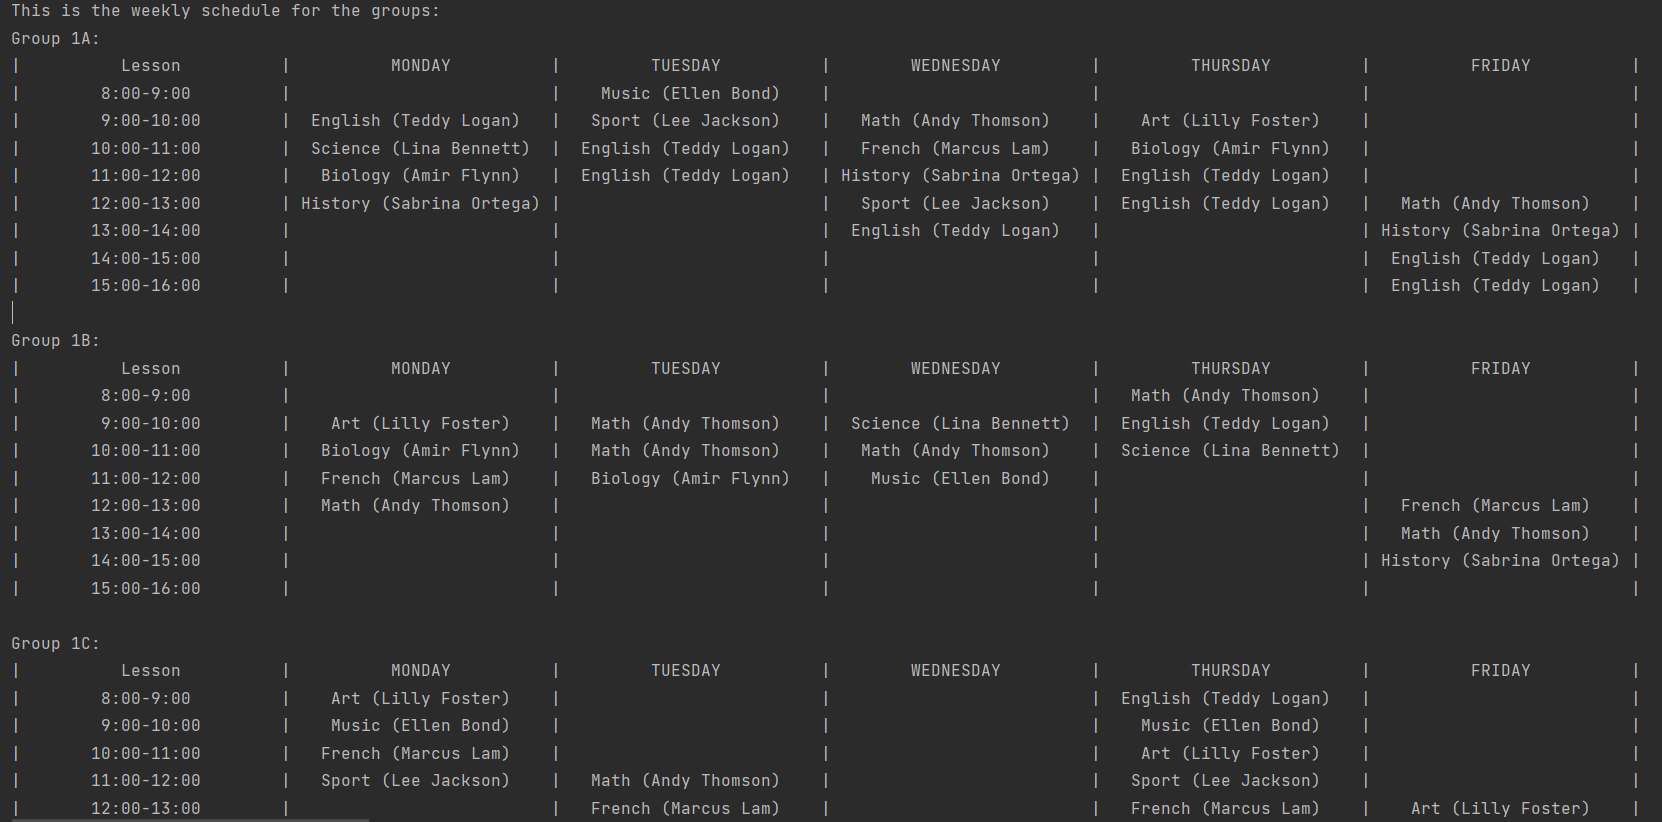 This is the weekly schedule for the groups:
Group 1A:
| Lesson | MONDAY | TUESDAY | WEDNESDAY | THURSDAY | FRIDAY |
| 8:00-9:00 | | Music (Ellen Bond) | | | |
| 9:00-10:00 | English (Teddy Logan) | Sport (Lee Jackson) | Math (Andy Thomson) | Art (Lilly Foster) | |
| 10:00-11:00 | Science (Lina Bennett) | English (Teddy Logan) | French (Marcus Lam) | Biology (Amir Flynn) | |
| 11:00-12:00 | Biology (Amir Flynn) | English (Teddy Logan) | History (Sabrina Ortega) | English (Teddy Logan) | |
| 12:00-13:00 | History (Sabrina Ortega) | | Sport (Lee Jackson) | English (Teddy Logan) | Math (Andy Thomson) |
| 13:00-14:00 | | | English (Teddy Logan) | | History (Sabrina Ortega) |
| 14:00-15:00 | | | | | English (Teddy Logan) |
| 15:00-16:00 | | | | | English (Teddy Logan) |
Group 1B:
| Lesson | MONDAY | TUESDAY | WEDNESDAY | THURSDAY | FRIDAY |
| 8:00-9:00 | | | | Math (Andy Thomson) | |
| 9:00-10:00 | Art (Lilly Foster) | Math (Andy Thomson) | Science (Lina Bennett) | English (Teddy Logan) | |
| 10:00-11:00 | Biology (Amir Flynn) | Math (Andy Thomson) | Math (Andy Thomson) | Science (Lina Bennett) | |
| 11:00-12:00 | French (Marcus Lam) | Biology (Amir Flynn) | Music (Ellen Bond) | | |
| 12:00-13:00 | Math (Andy Thomson) | | | | French (Marcus Lam) |
| 13:00-14:00 | | | | | Math (Andy Thomson) |
| 14:00-15:00 | | | | | History (Sabrina Ortega) |
| 15:00-16:00 | | | | | |
Group 1C:
| Lesson | MONDAY | TUESDAY | WEDNESDAY | THURSDAY | FRIDAY |
| 8:00-9:00 | Art (Lilly Foster) | | | English (Teddy Logan) | |
| 9:00-10:00 | Music (Ellen Bond) | | | Music (Ellen Bond) | |
| 10:00-11:00 | French (Marcus Lam) | | | Art (Lilly Foster) | |
| 11:00-12:00 | Sport (Lee Jackson) | Math (Andy Thomson) | | Sport (Lee Jackson) | |
| 12:00-13:00 | | French (Marcus Lam) | | French (Marcus Lam) | Art (Lilly Foster) |